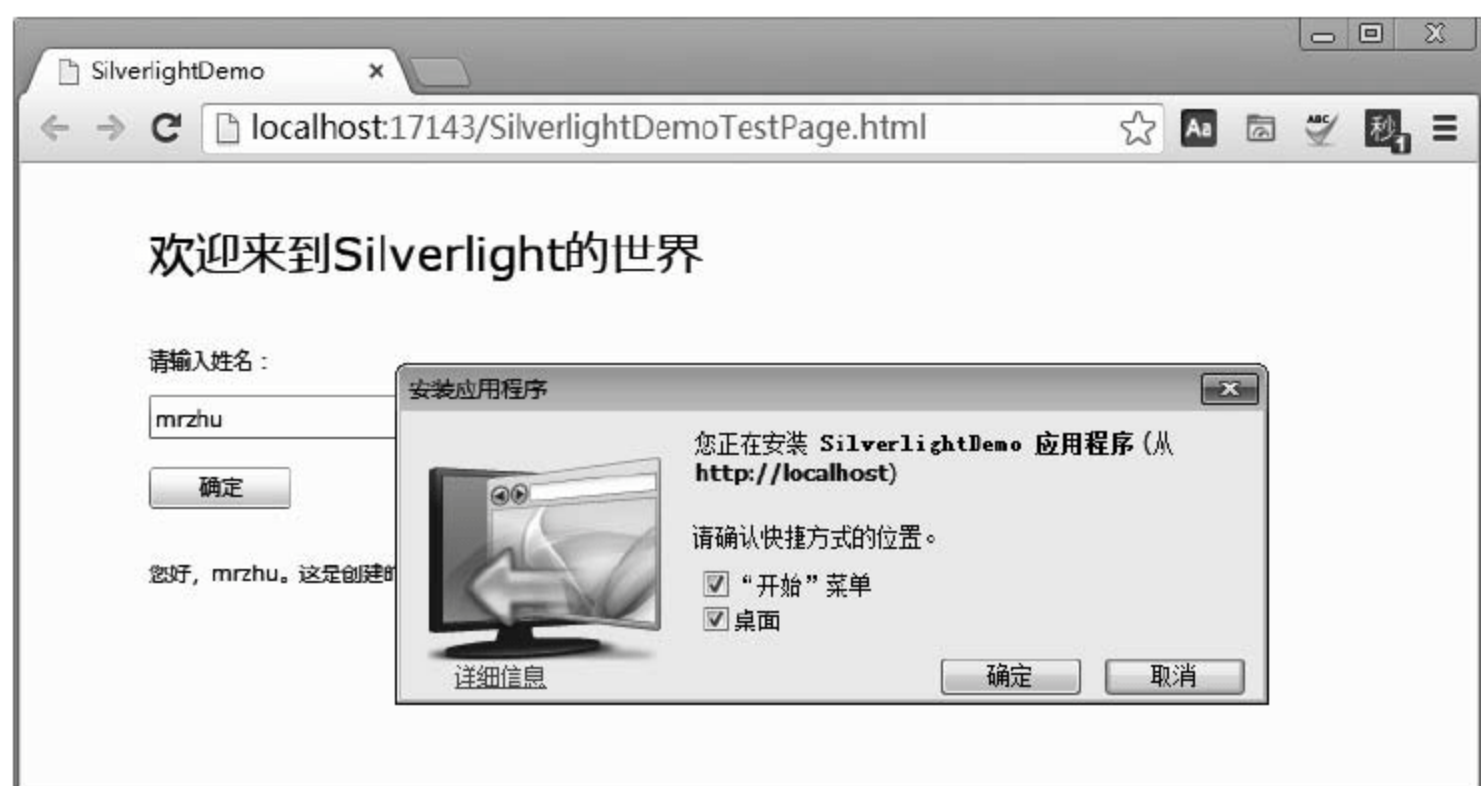 SilverlightDemo
localhost:17143/SilverlightDemoTestPage.html
Aa
ABC
秒
1
欢迎来到Silverlight的世界
请输入姓名：
mrzhu
确定
您好，mrzhu。这是创建的
安装应用程序
您正在安装 SilverlightDemo 应用程序 (从
http://localhost)
请确认快捷方式的位置。
“开始”菜单
桌面
详细信息
确定
取消